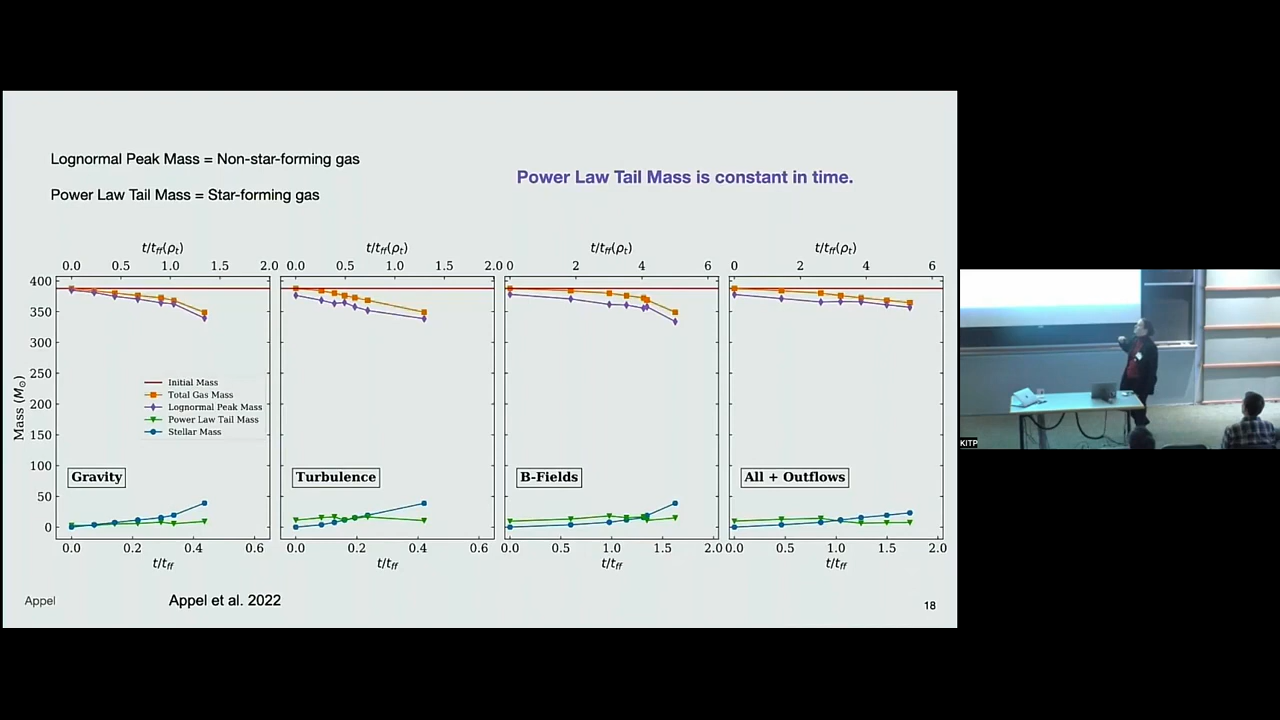 Lognormal Peak Mass = Non-star-forming gas
Power Law Tail Mass = Star-forming gas
Power Law Tail Mass is constant in time.
t/t_ff(ρ_t) t/t_ff(ρ_t) t/t_ff(ρ_t) t/t_ff(ρ_t)
0.0 0.5 1.0 2.0 0.0 0.5 1.0 2.0 0 2 4 6 0 2 4 6
400
350
300
250
200
150
100
50
0
Mass (M☉)
Initial Mass
Total Gas Mass
Lognormal Peak Mass
Power Law Tail Mass
Stellar Mass
Gravity Turbulence B-Fields All + Outflows
0.0 0.2 0.4 0.6 0.0 0.2 0.4 0.6 0.0 0.5 1.0 1.5 2.0 0.0 0.5 1.0 1.5 2.0
t/t_ff t/t_ff t/t_ff t/t_ff
Appel
Appel et al. 2022
18
KITP